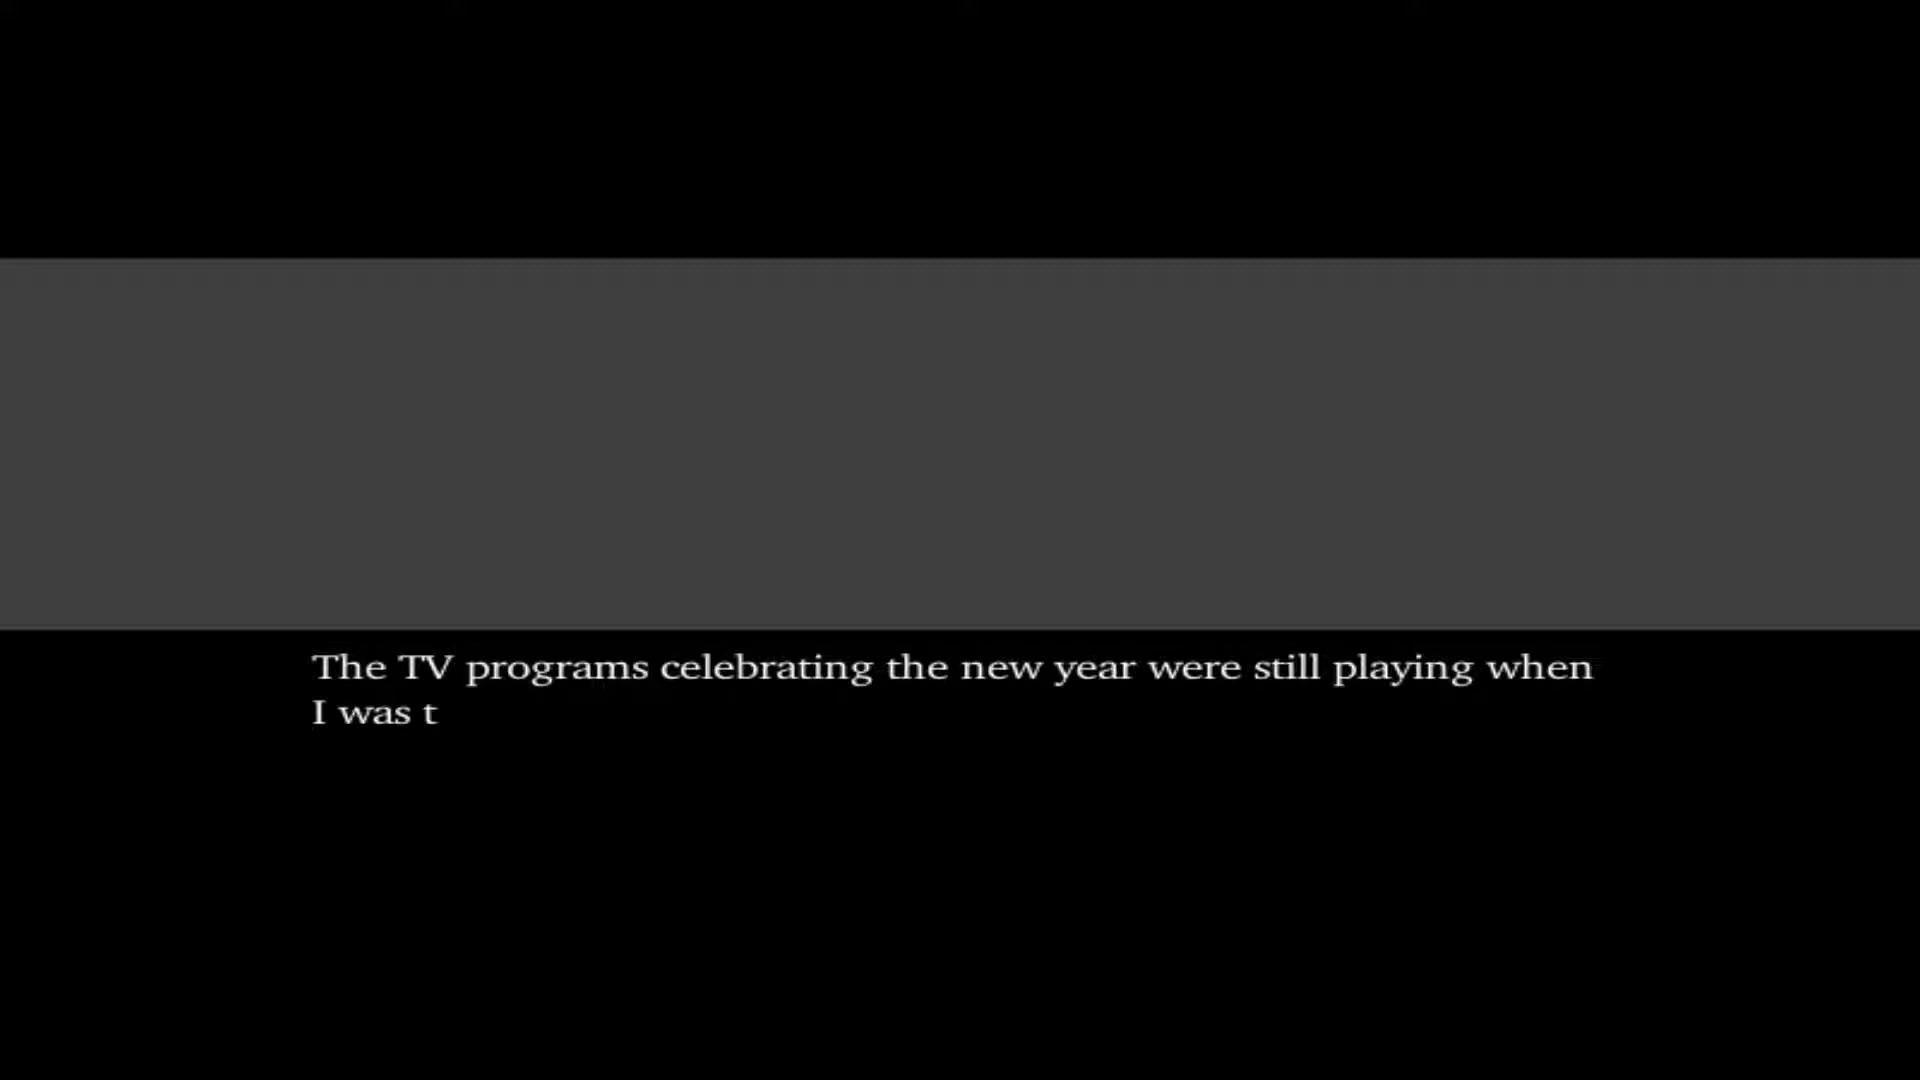 The TV programs celebrating the new year were still playing when
I was t